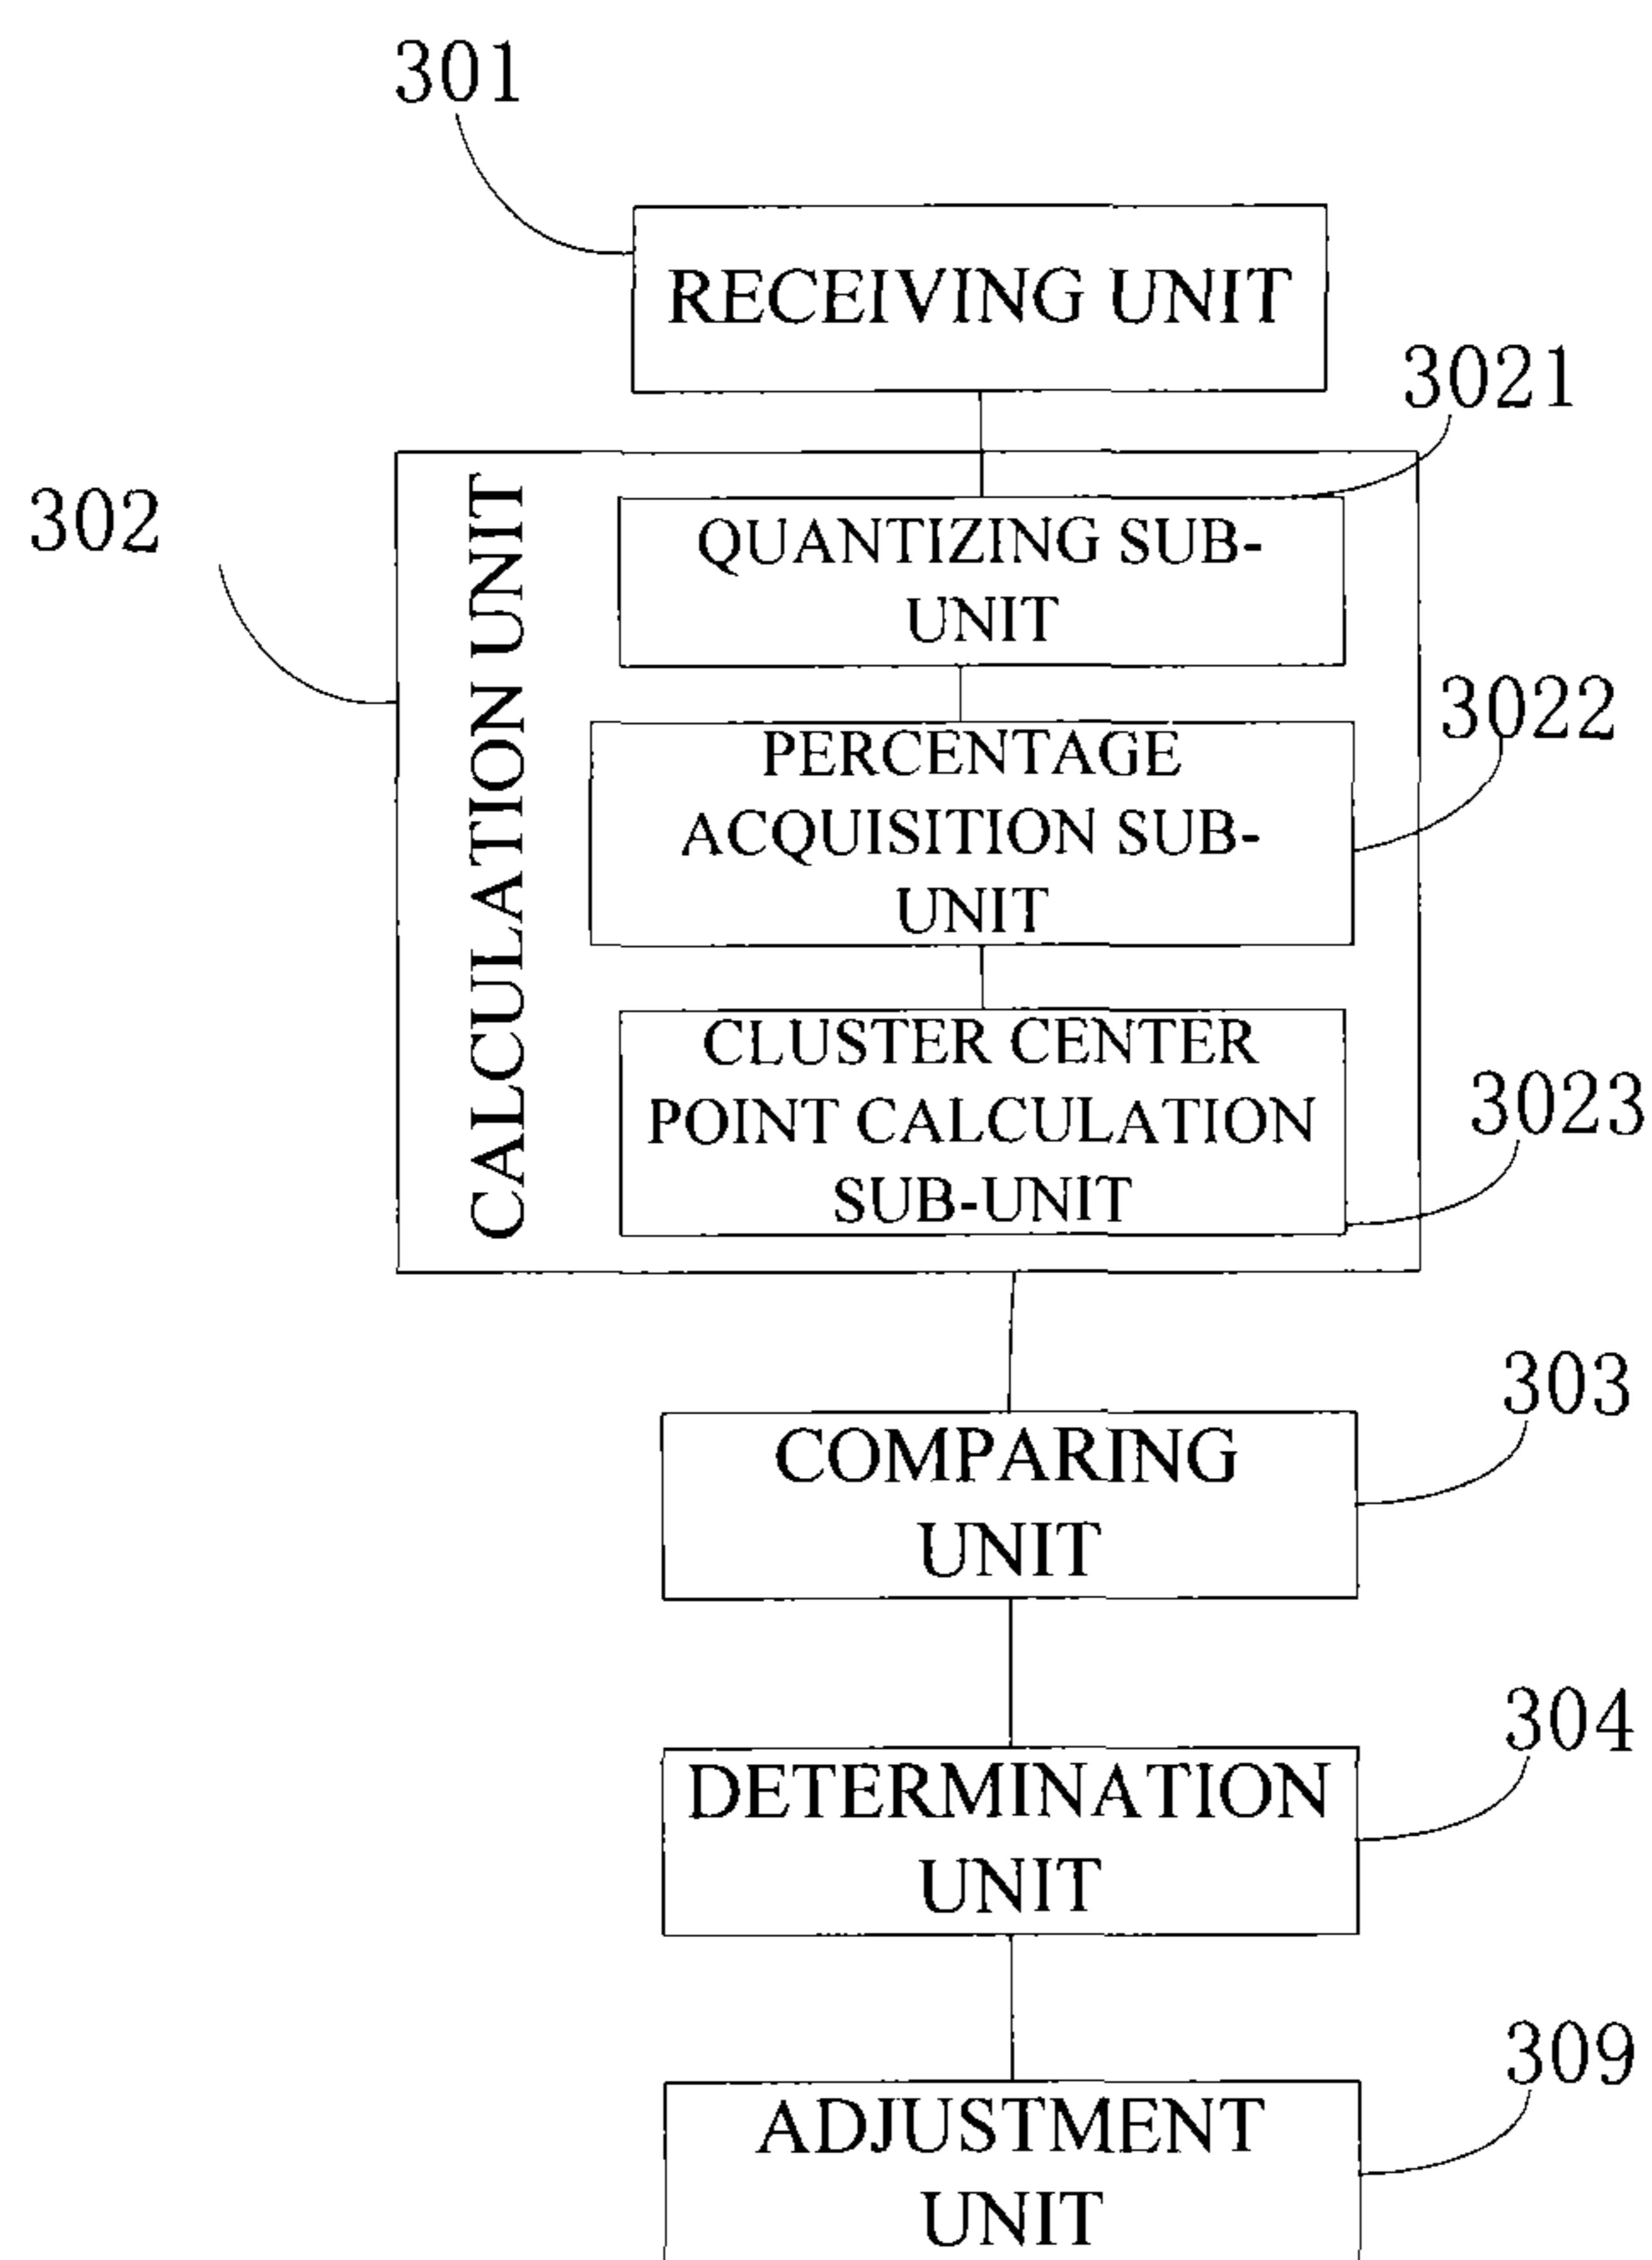 301
RECEIVING UNIT
3021
302
CALCULATION UNIT
QUANTIZING SUB-
UNIT
3022
PERCENTAGE
ACQUISITION SUB-
UNIT
CLUSTER CENTER
POINT CALCULATION
SUB-UNIT
3023
303
COMPARING
UNIT
304
DETERMINATION
UNIT
309
ADJUSTMENT
UNIT